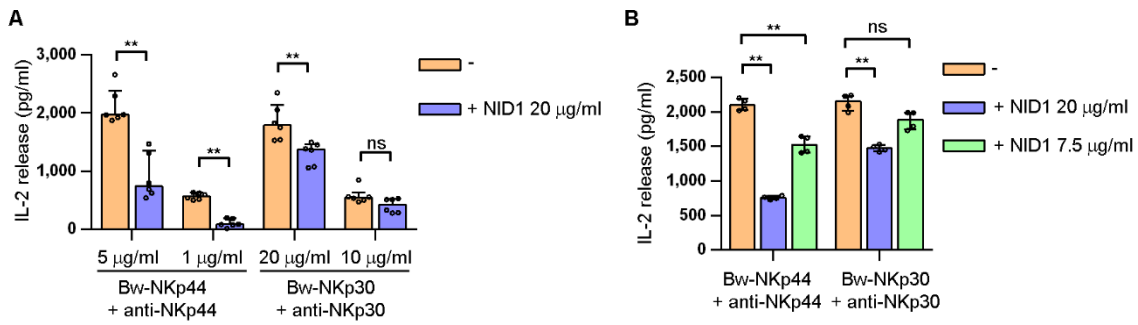 A
IL-2 release (pg/ml)
3,000
2,000
1,000
0
** ** ** ns
-
+ NID1 20 μg/ml
5 μg/ml 1 μg/ml 20 μg/ml 10 μg/ml
Bw-NKp44 Bw-NKp30
+ anti-NKp44 + anti-NKp30
B
IL-2 release (pg/ml)
2,500
2,000
1,500
1,000
500
0
** ns
** **
-
+ NID1 20 μg/ml
+ NID1 7.5 μg/ml
Bw-NKp44 Bw-NKp30
+ anti-NKp44 + anti-NKp30